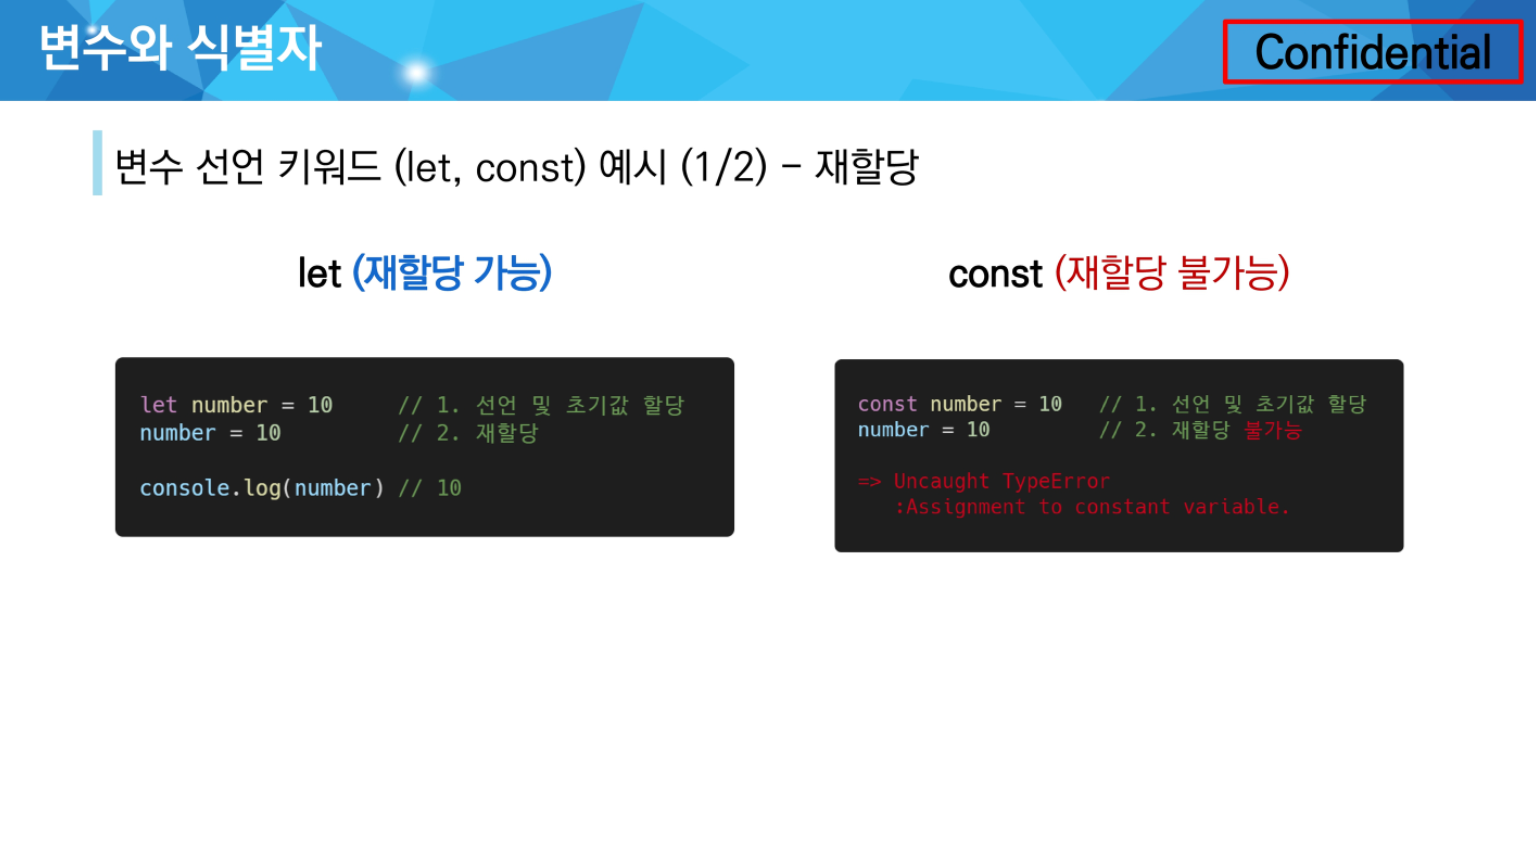 변수와 식별자
Confidential
변수 선언 키워드 (let, const) 예시 (1/2) – 재할당
let (재할당 가능)
let number = 10 // 1. 선언 및 초기값 할당
number = 10 // 2. 재할당
console.log(number) // 10
const (재할당 불가능)
const number = 10 // 1. 선언 및 초기값 할당
number = 10 // 2. 재할당 불가능
=> Uncaught TypeError
:Assignment to constant variable.